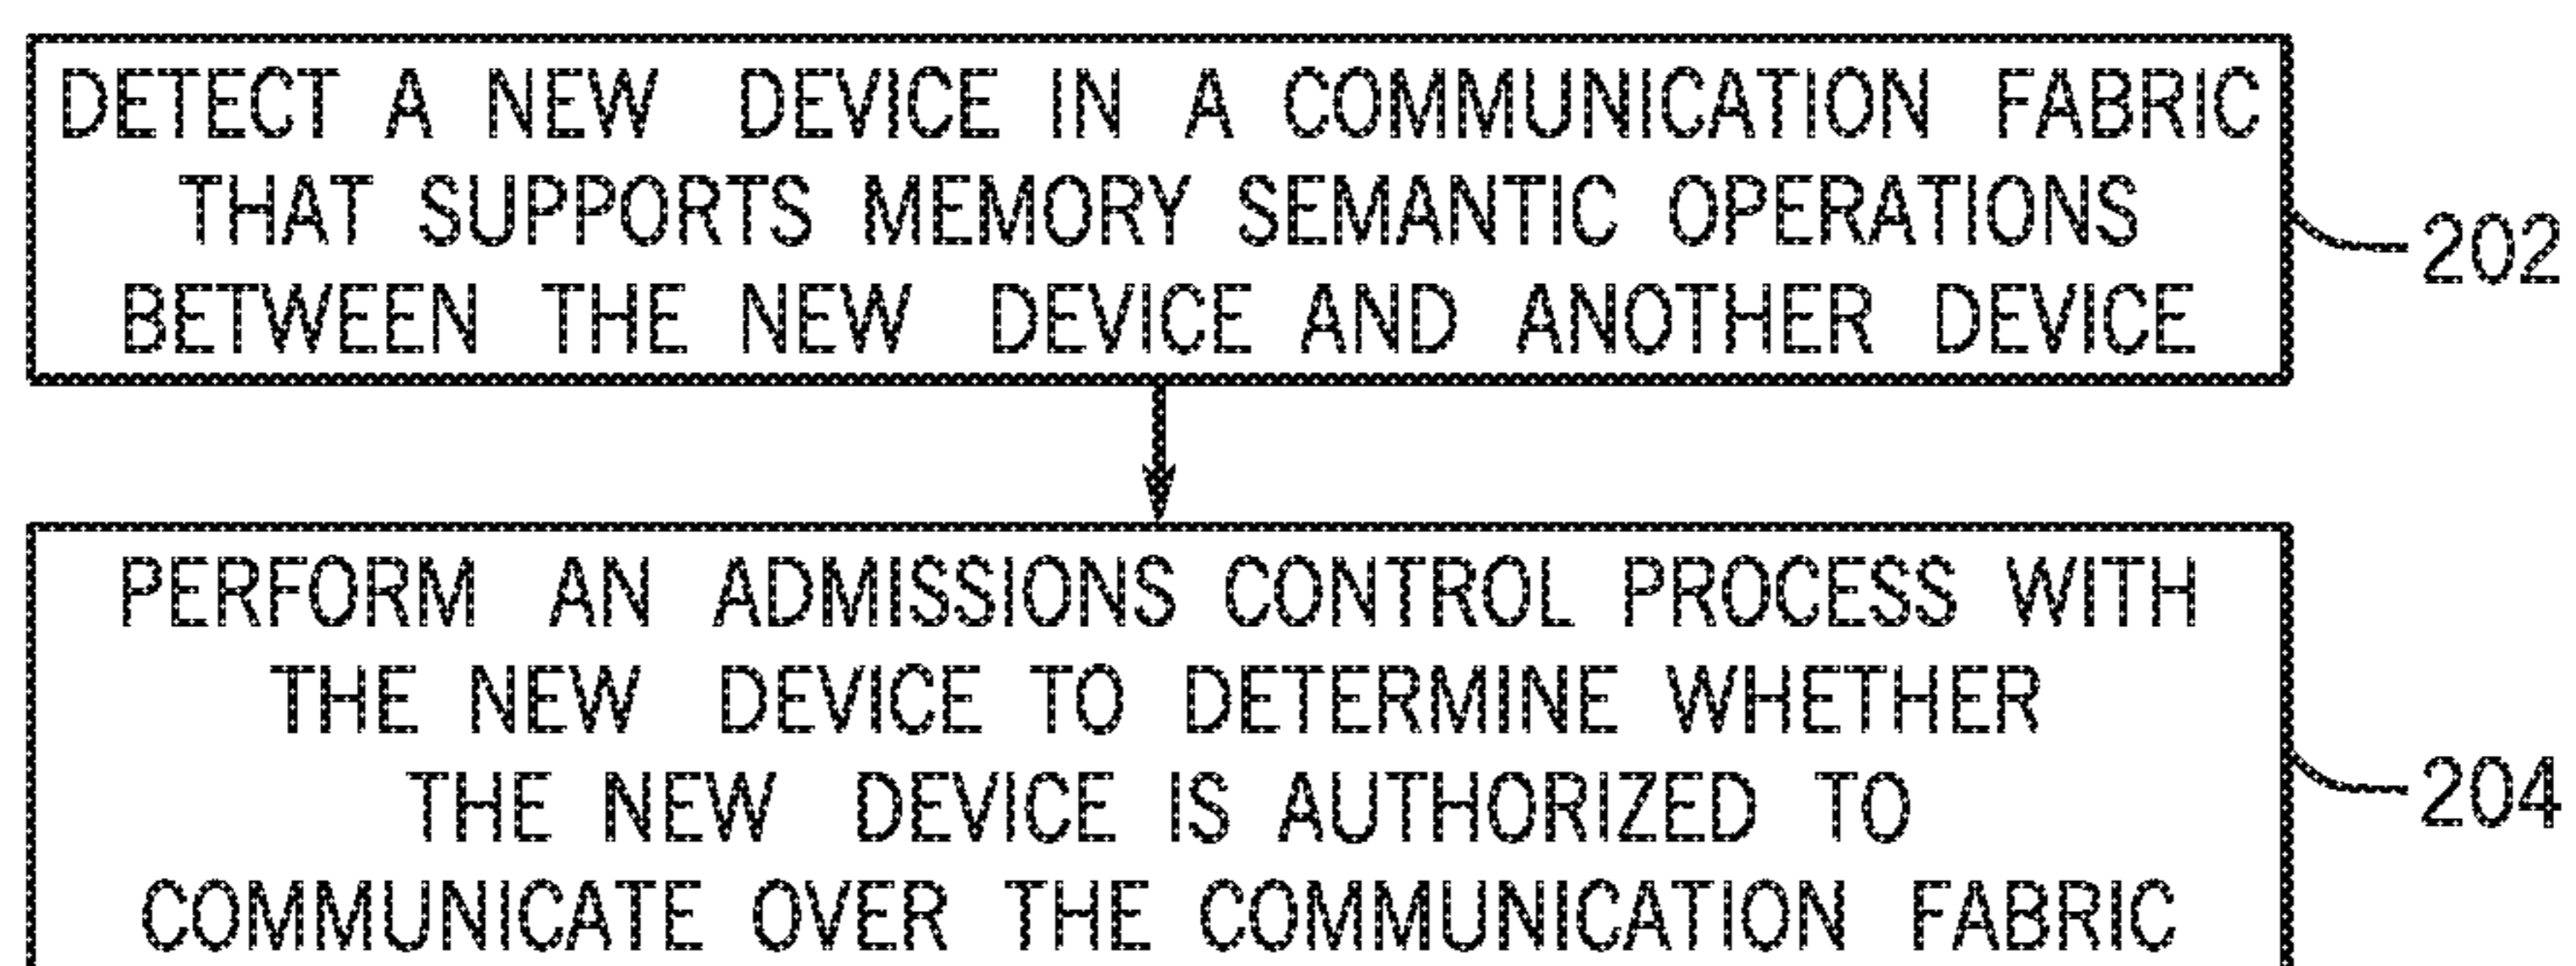 DETECT A NEW DEVICE IN A COMMUNICATION FABRIC
THAT SUPPORTS MEMORY SEMANTIC OPERATIONS
BETWEEN THE NEW DEVICE AND ANOTHER DEVICE
202
PERFORM AN ADMISSIONS CONTROL PROCESS WITH
THE NEW DEVICE TO DETERMINE WHETHER
THE NEW DEVICE IS AUTHORIZED TO
COMMUNICATE OVER THE COMMUNICATION FABRIC
204